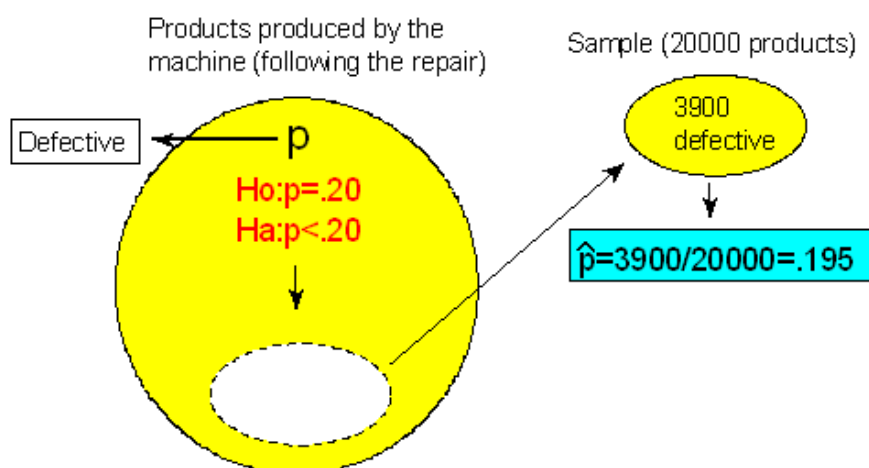 Products produced by the
machine (following the repair)
Sample (20000 products)
Defective
p
Ho:p=.20
Ha:p<.20
3900
defective
p̂=3900/20000=.195